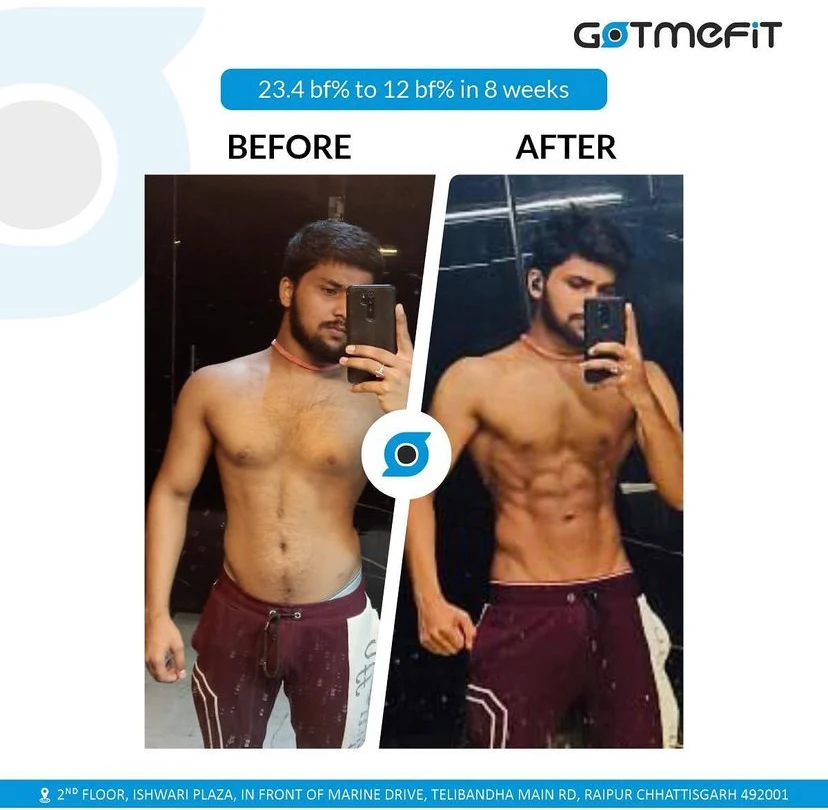 GOTMEFIT
23.4 bf% to 12 bf% in 8 weeks
BEFORE
AFTER
2ND FLOOR, ISHWARI PLAZA, IN FRONT OF MARINE DRIVE, TELIBANDHA MAIN RD, RAIPUR CHHATTISGARH 492001